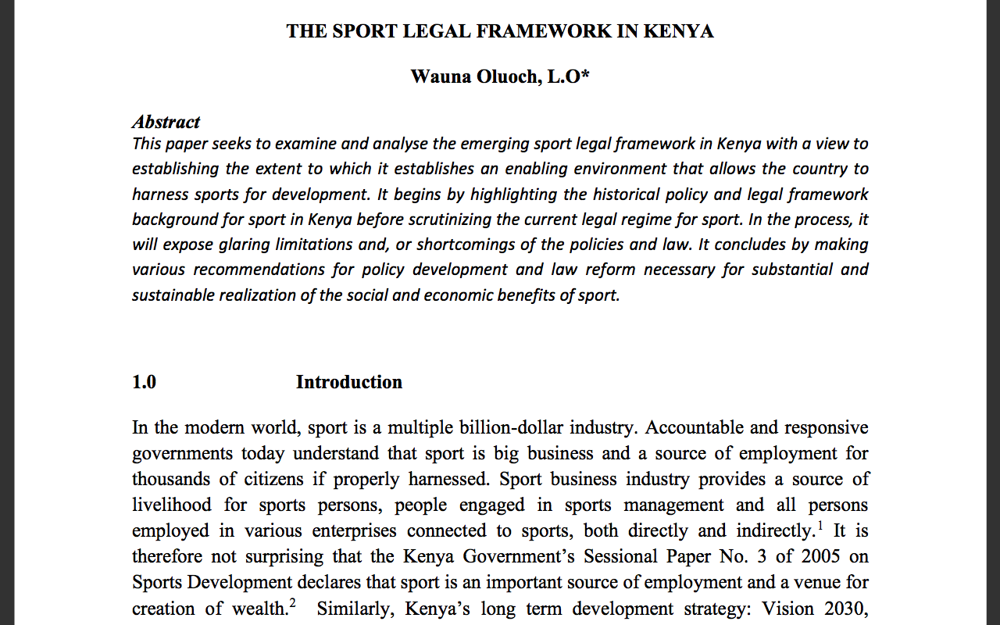 THE SPORT LEGAL FRAMEWORK IN KENYA
Wauna Oluoch, L.O*
Abstract
This paper seeks to examine and analyse the emerging sport legal framework in Kenya with a view to
establishing the extent to which it establishes an enabling environment that allows the country to
harness sports for development. It begins by highlighting the historical policy and legal framework
background for sport in Kenya before scrutinizing the current legal regime for sport. In the process, it
will expose glaring limitations and, or shortcomings of the policies and law. It concludes by making
various recommendations for policy development and law reform necessary for substantial and
sustainable realization of the social and economic benefits of sport.
1.0 Introduction
In the modern world, sport is a multiple billion-dollar industry. Accountable and responsive
governments today understand that sport is big business and a source of employment for
thousands of citizens if properly harnessed. Sport business industry provides a source of
livelihood for sports persons, people engaged in sports management and all persons
employed in various enterprises connected to sports, both directly and indirectly.1 It is
therefore not surprising that the Kenya Government’s Sessional Paper No. 3 of 2005 on
Sports Development declares that sport is an important source of employment and a venue for
creation of wealth.2 Similarly, Kenya’s long term development strategy: Vision 2030,